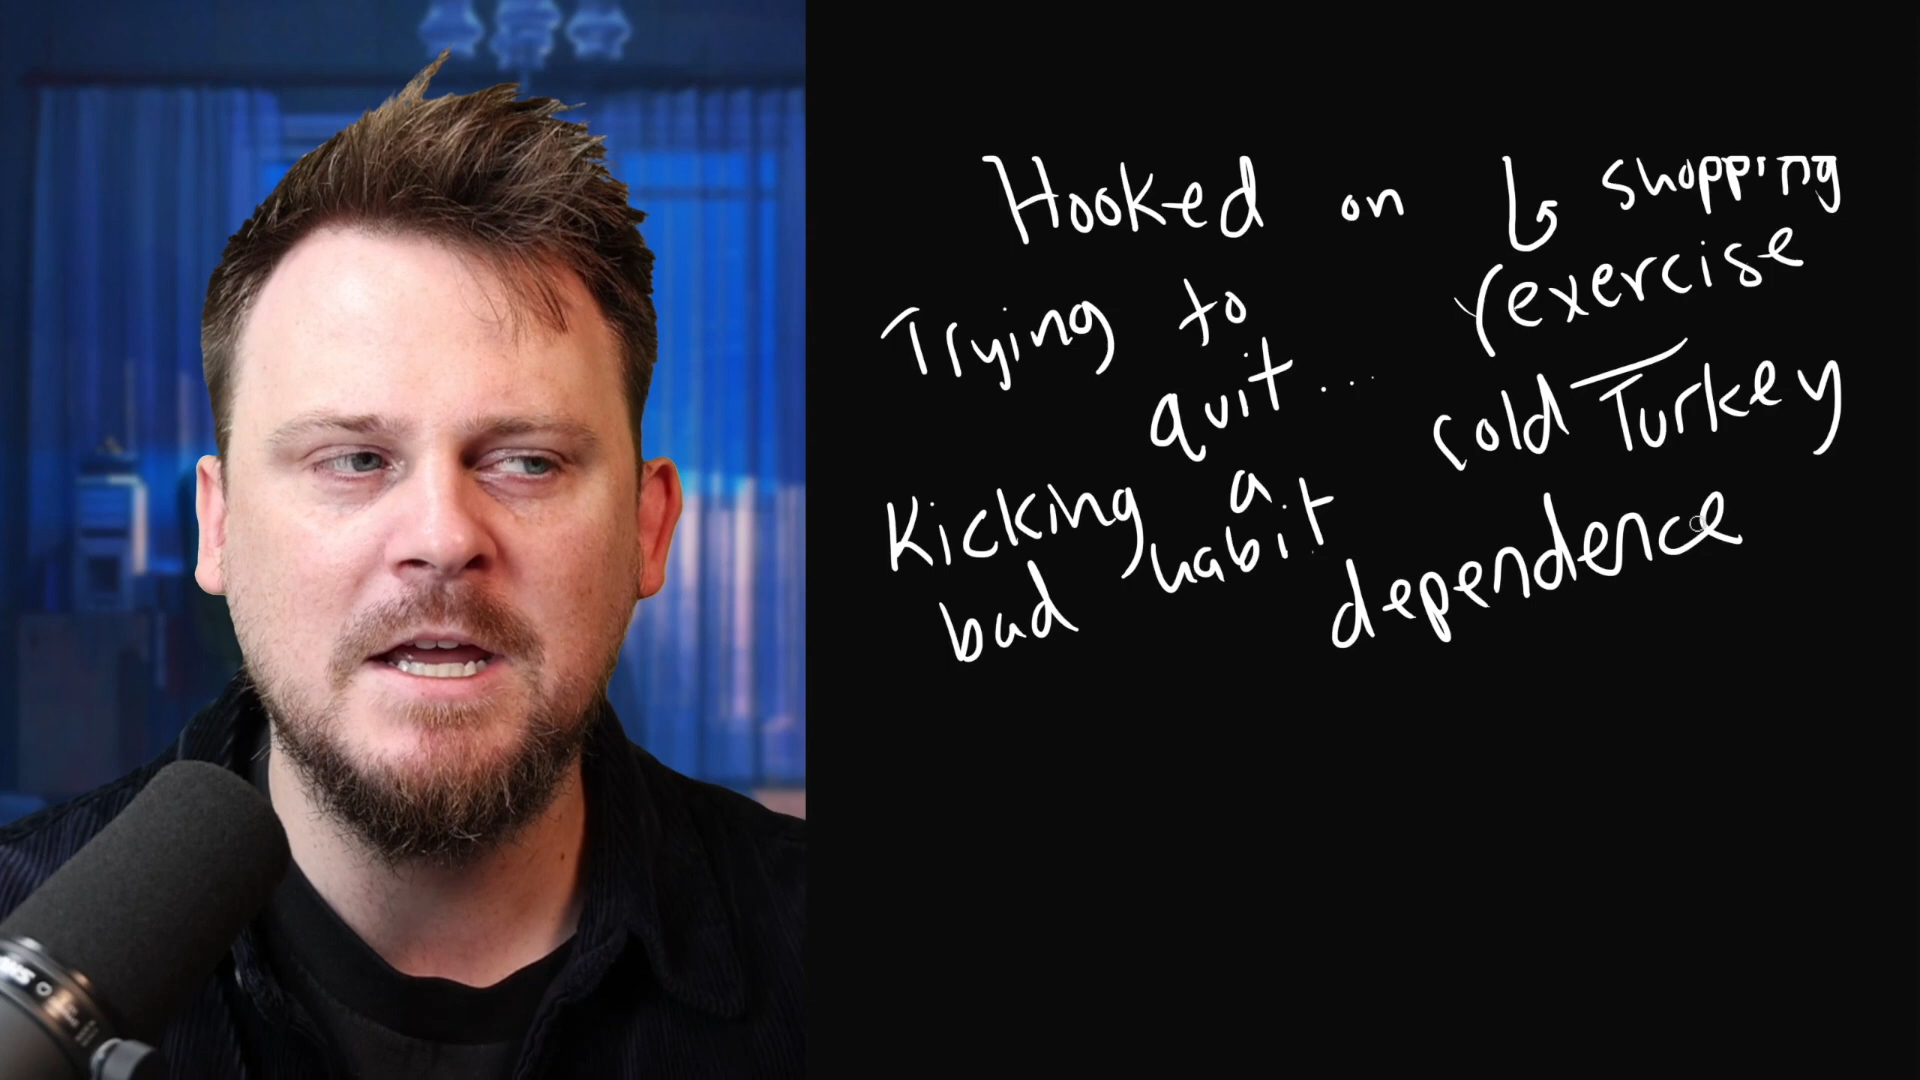 Hooked on shopping
exercise
Trying to
quit...
cold Turkey
Kicking a
bad habit
dependence